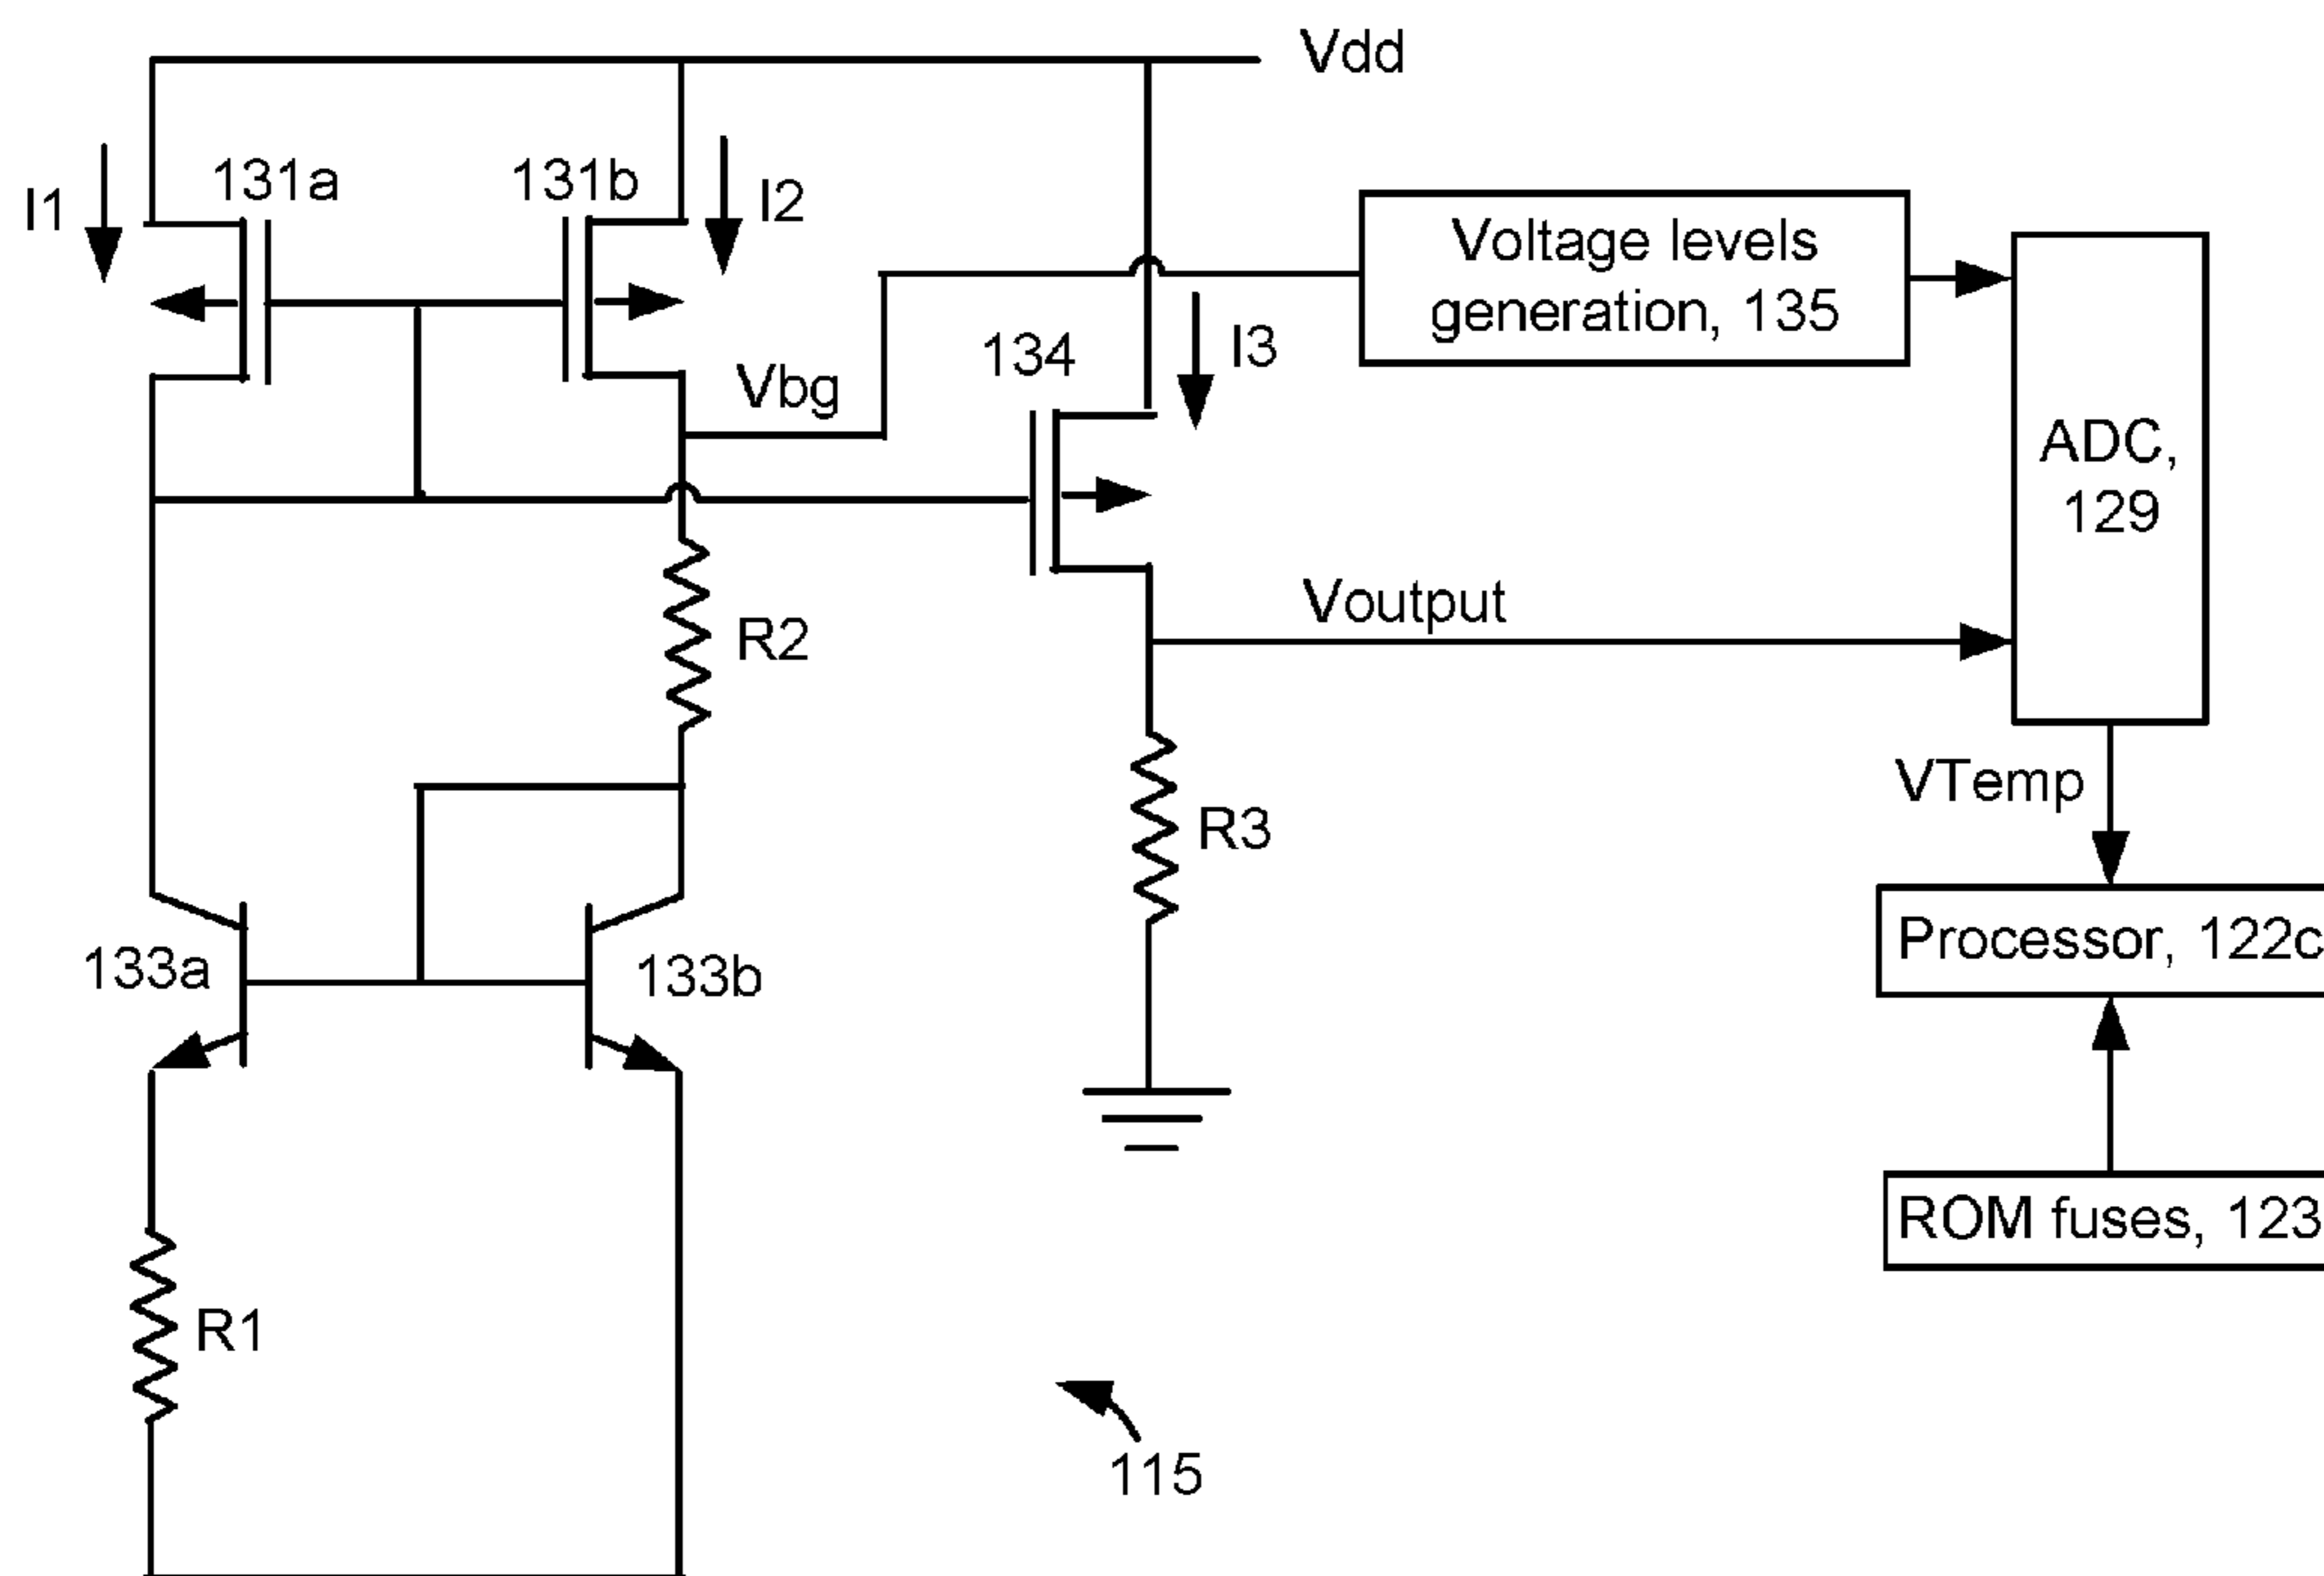 Vdd
I1
131a
131b
I2
Voltage levels
generation, 135
134
I3
Vbg
ADC,
129
Voutput
R2
VTemp
R3
133a
133b
Processor, 122c
ROM fuses, 123
R1
115